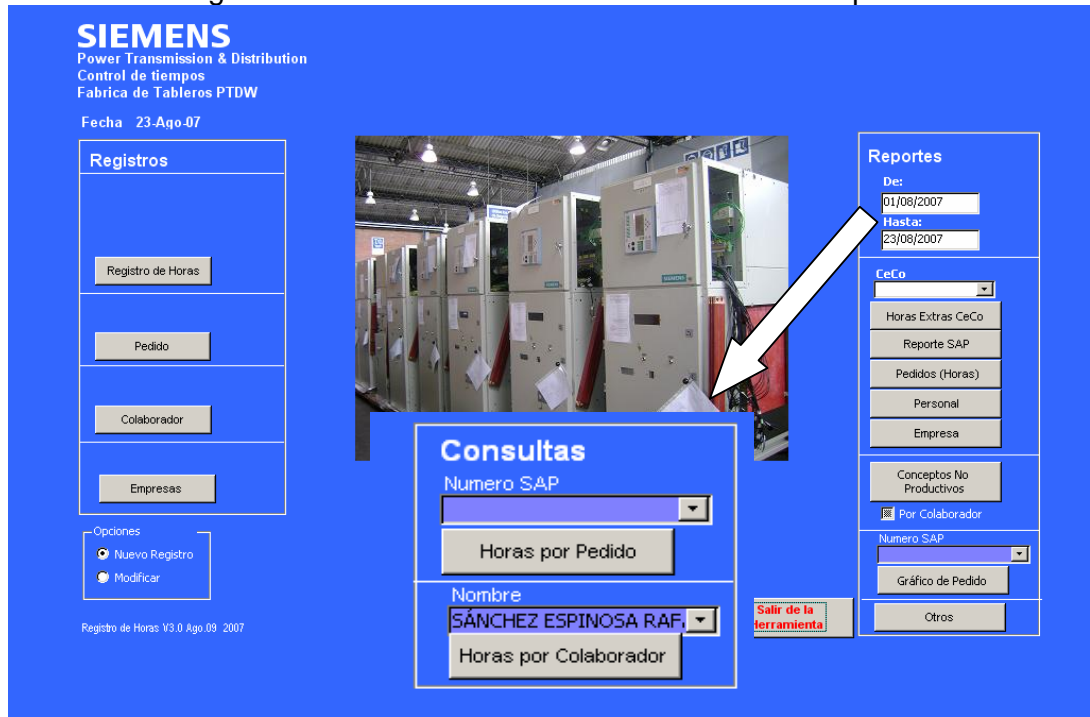 SIEMENS
Power Transmission & Distribution
Control de tiempos
Fabrica de Tableros PTDW
Fecha 23-Ago-07
Registros
Registro de Horas
Pedido
Colaborador
Empresas
Opciones
Nuevo Registro
Modificar
Registro de Horas V3.0 Ago.09 2007
SIEMENS
SIEMENS
Consultas
Numero SAP
Horas por Pedido
Nombre
SÁNCHEZ ESPINOSA RAF
Horas por Colaborador
Salir de la
Herramienta
Reportes
De:
01/08/2007
Hasta:
23/08/2007
CeCo
Horas Extras CeCo
Reporte SAP
Pedidos (Horas)
Personal
Empresa
Conceptos No
Productivos
Por Colaborador
Numero SAP
Gráfico de Pedido
Otros